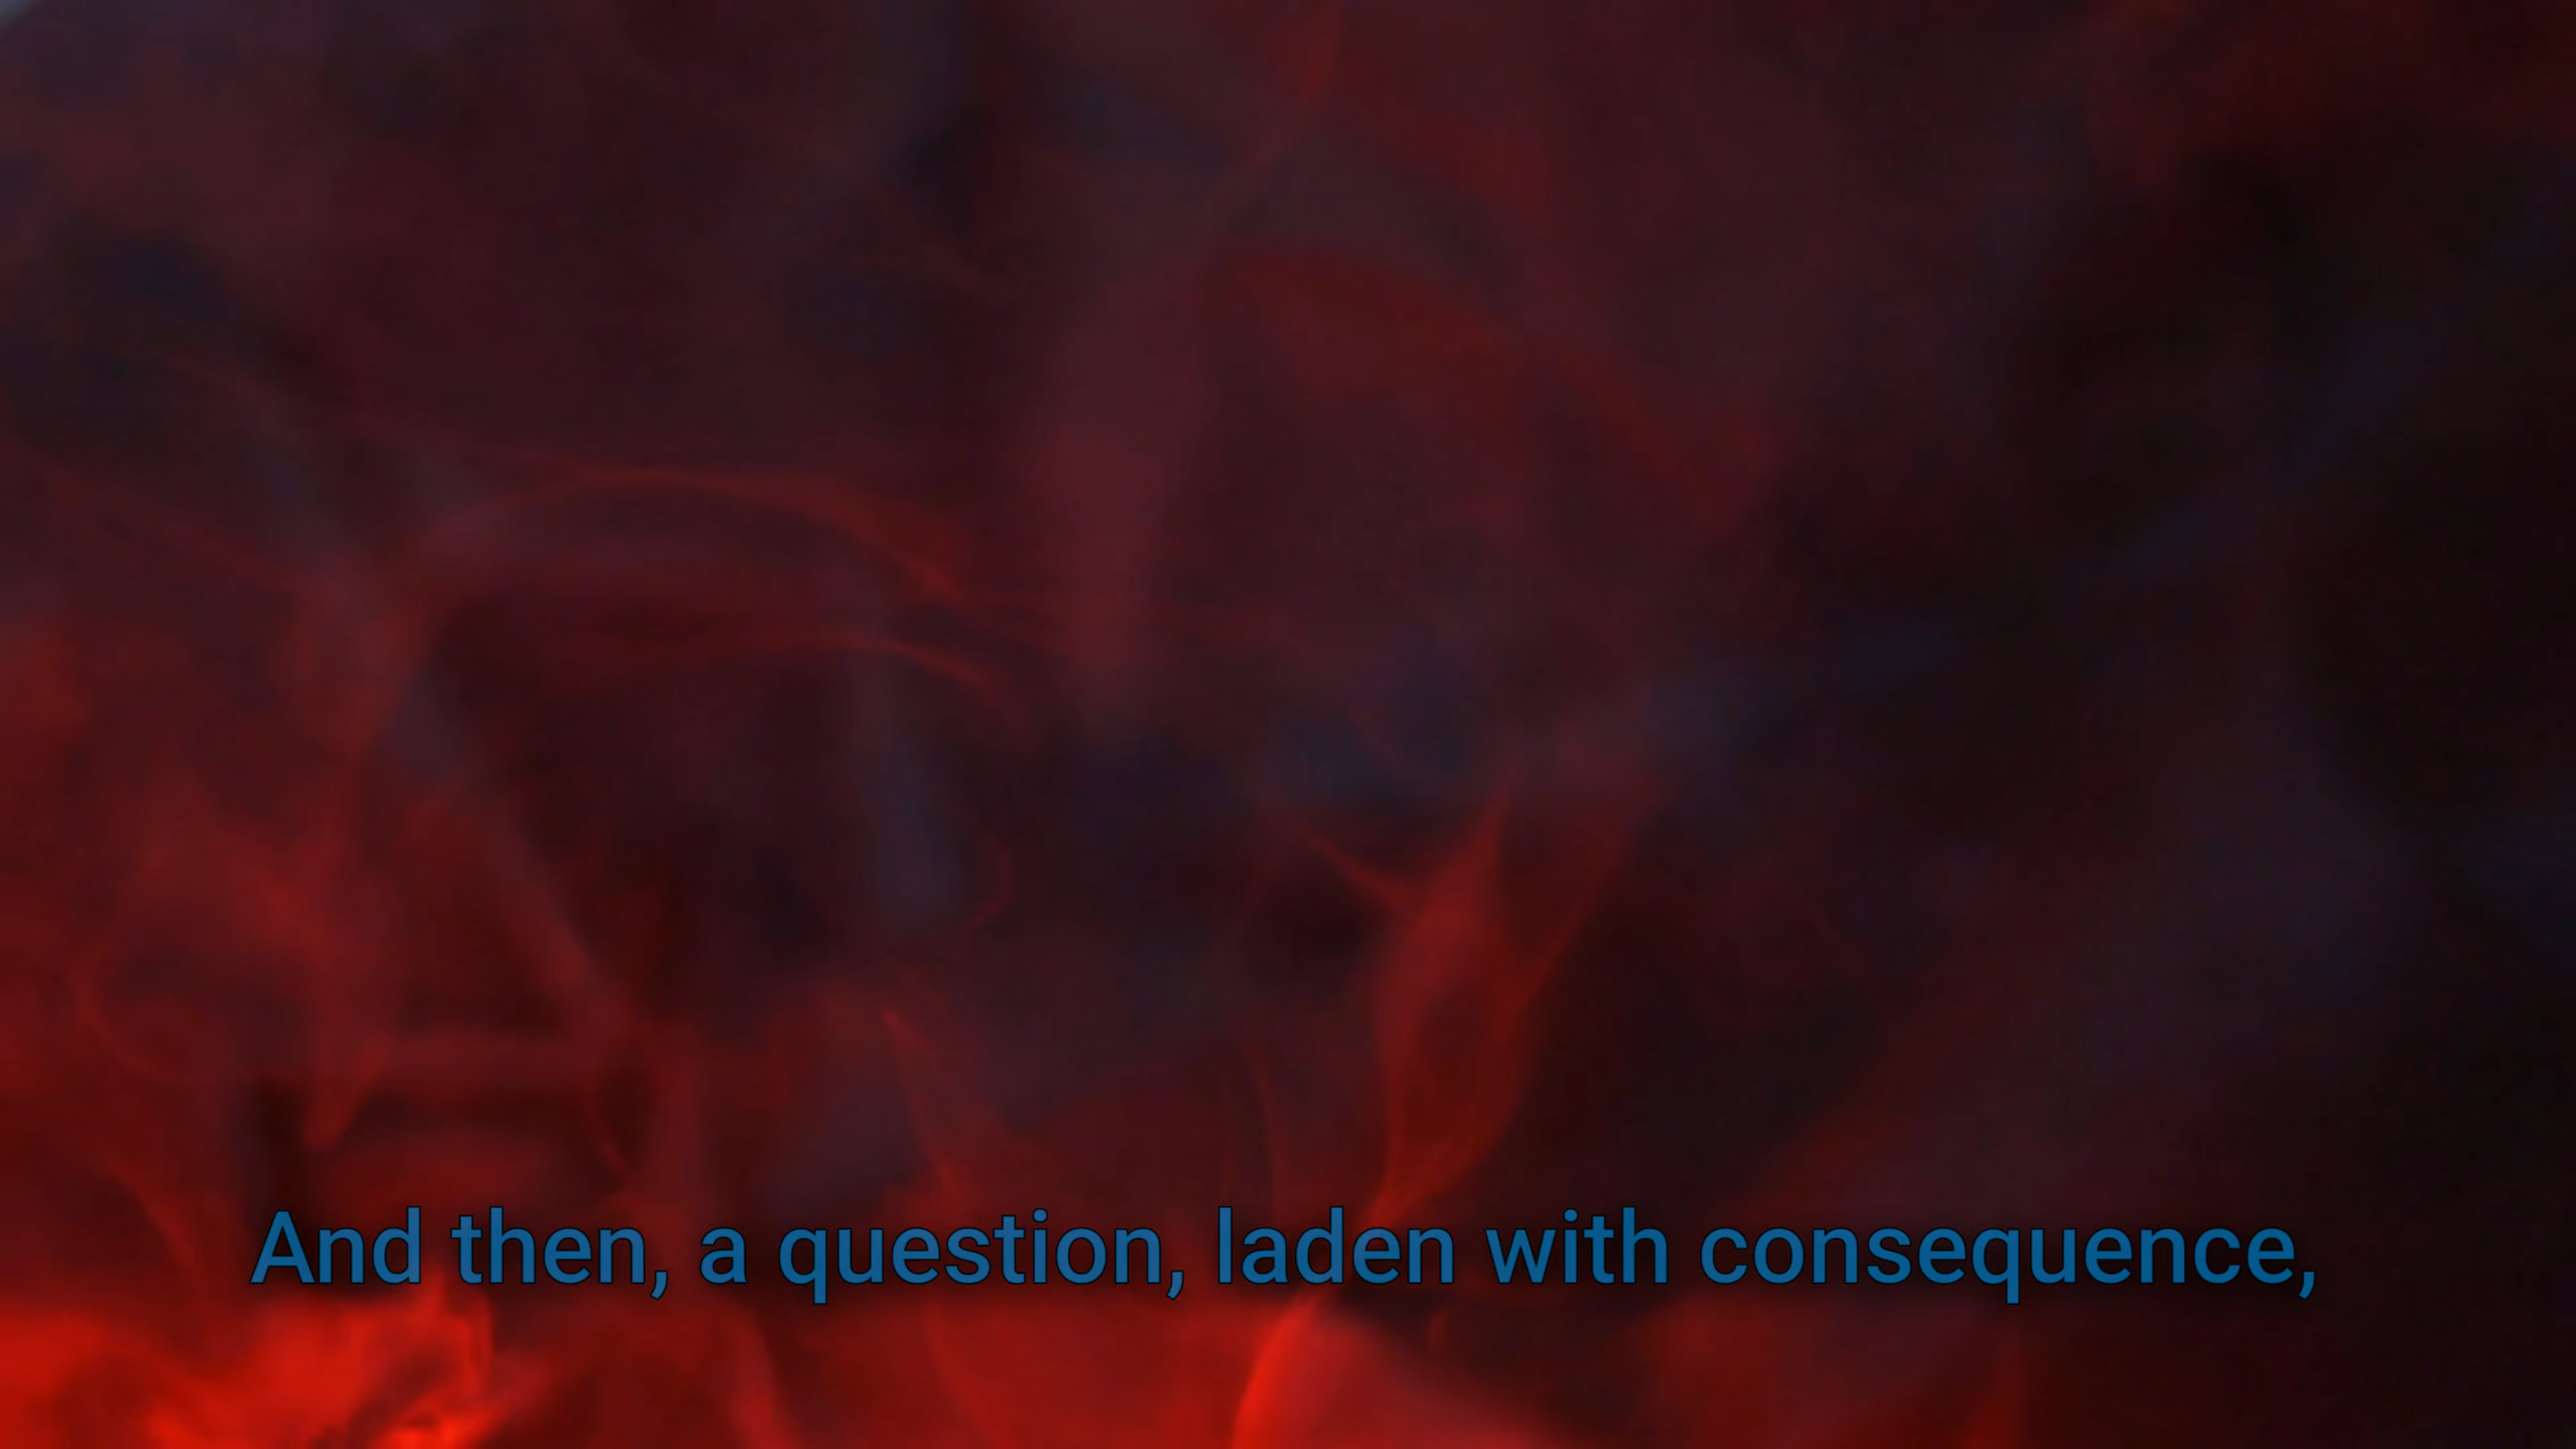 And then, a question, laden with consequence,